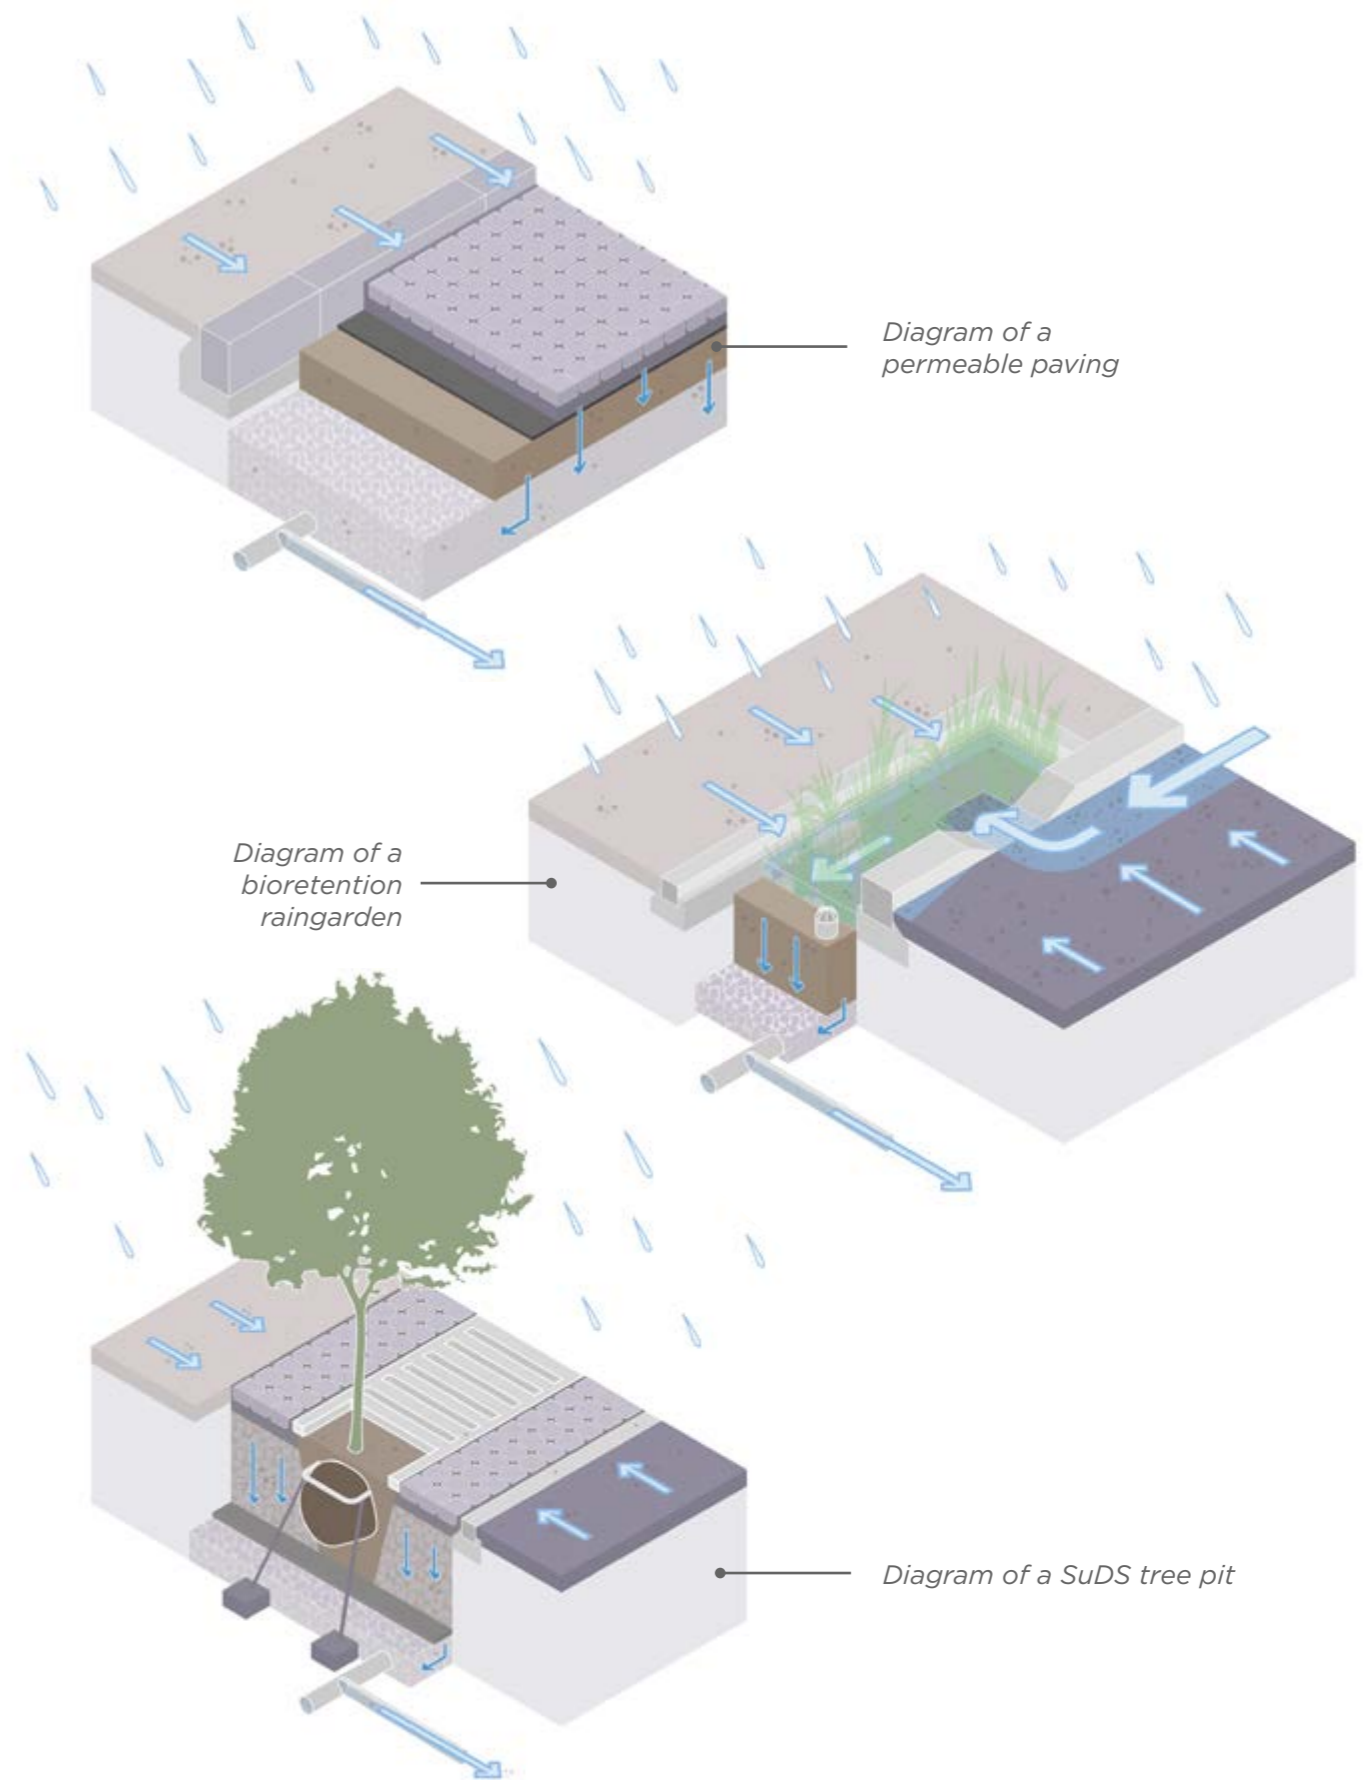 Diagram of a
permeable paving
Diagram of a
bioretention
raingarden
Diagram of a SuDS tree pit